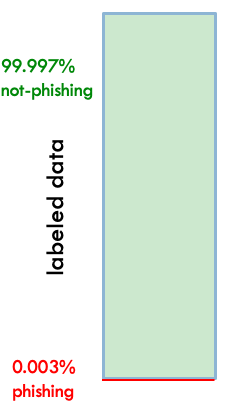 99.997%
not-phishing
labeled data
0.003%
phishing